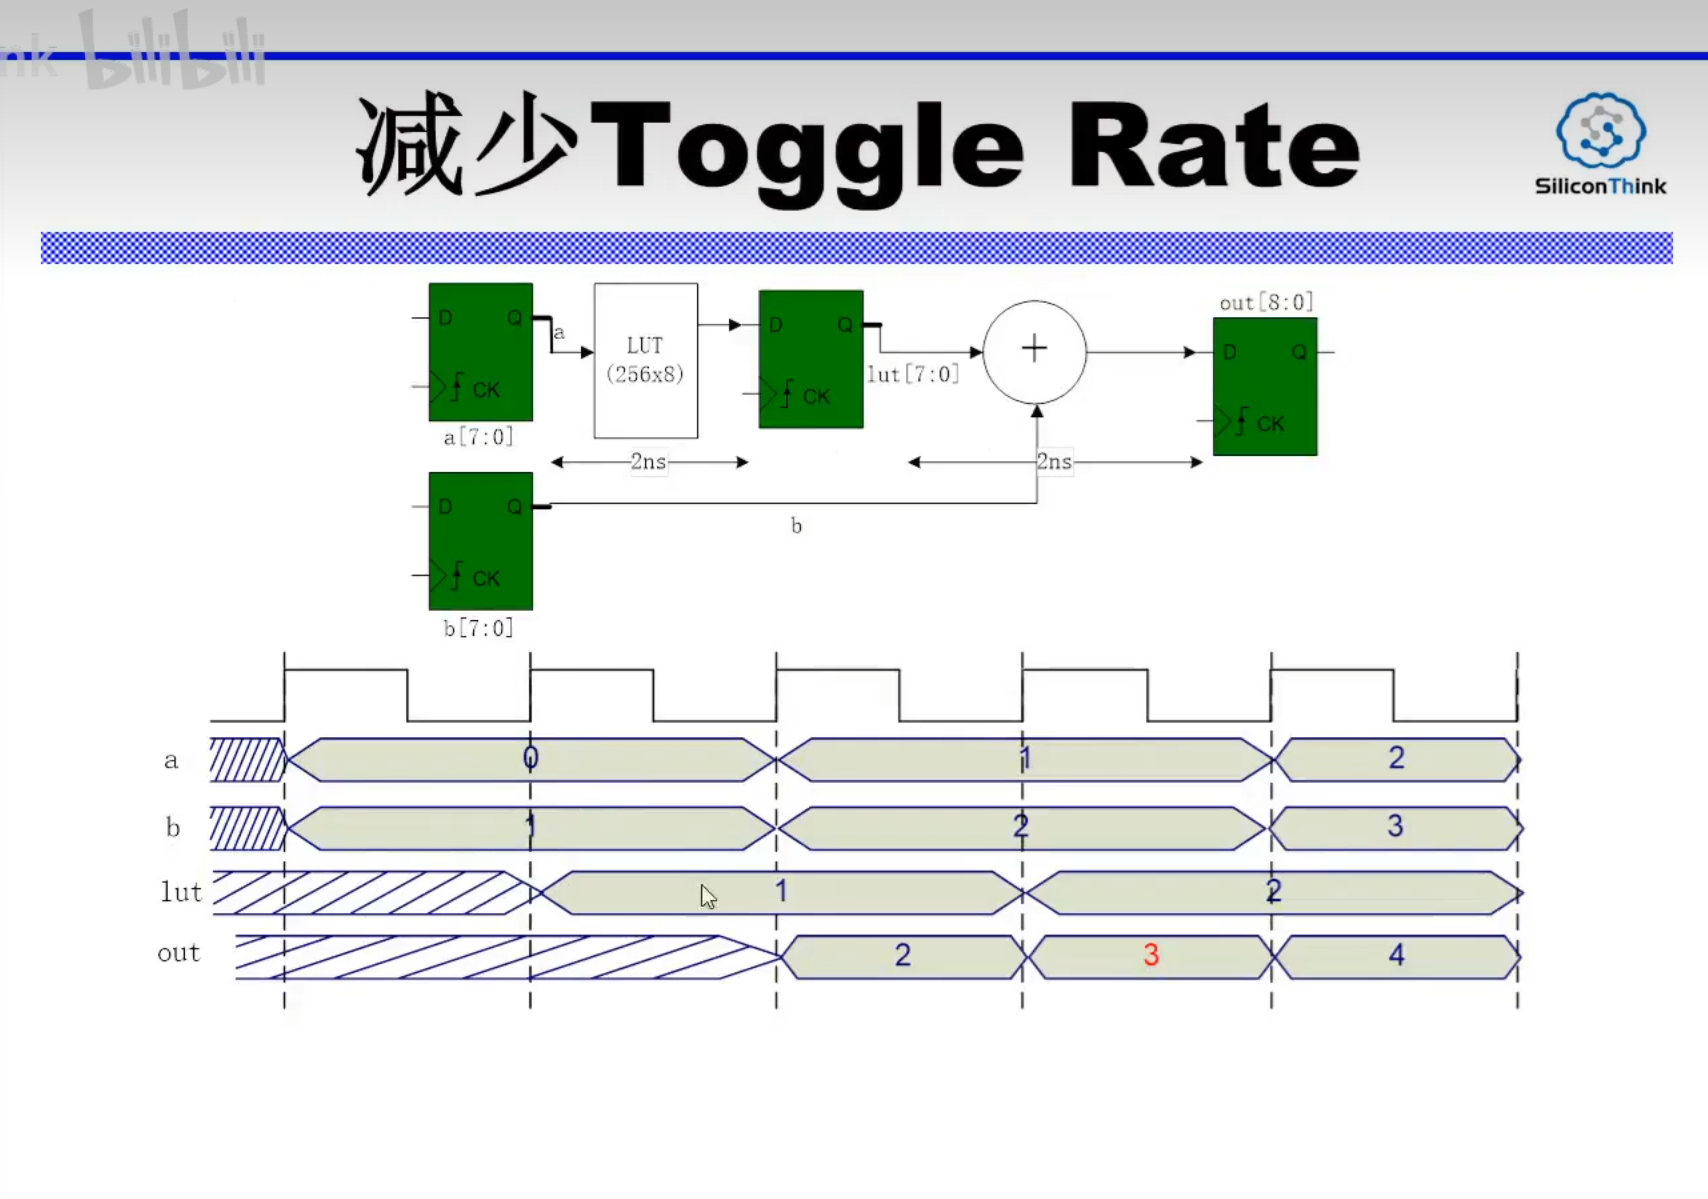 nk bilibili
减少Toggle Rate
SiliconThink
out[8:0]
D Q a LUT (256x8) D Q lut[7:0] + D Q
CK CK CK
a[7:0]
2ns 2ns
D Q b
CK
b[7:0]
a 0 1 2
b 1 2 3
lut 1 2
out 2 3 4